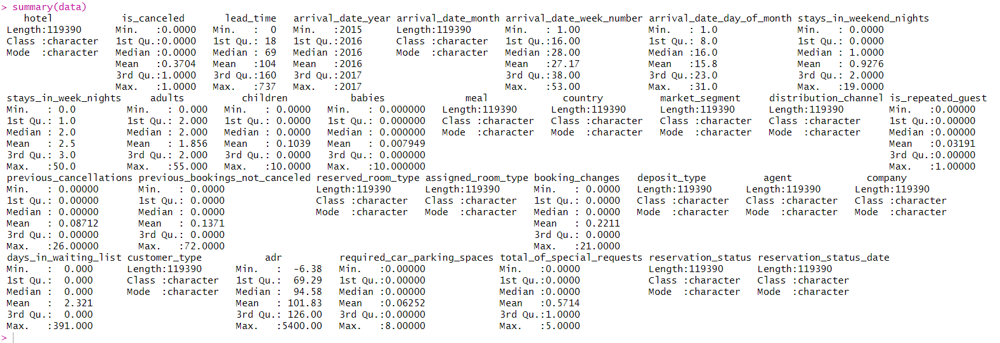 > summary(data)
hotel is_canceled lead_time arrival_date_year arrival_date_month arrival_date_week_number arrival_date_day_of_month stays_in_weekend_nights
Length:119390 Min. :0.0000 Min. : 0 Min. :2015 Length:119390 Min. : 1.00 Min. : 1.0 Min. : 0.0000
Class :character 1st Qu.:0.0000 1st Qu.: 18 1st Qu.:2016 Class :character 1st Qu.:16.00 1st Qu.: 8.0 1st Qu.: 0.0000
Mode :character Median :0.0000 Median : 69 Median :2016 Mode :character Median :28.00 Median :16.0 Median : 1.0000
Mean :0.3704 Mean :104 Mean :2016 Mean :27.17 Mean :15.8 Mean : 0.9276
3rd Qu.:1.0000 3rd Qu.:160 3rd Qu.:2017 3rd Qu.:38.00 3rd Qu.:23.0 3rd Qu.: 2.0000
Max. :1.0000 Max. :737 Max. :2017 Max. :53.00 Max. :31.0 Max. :19.0000
stays_in_week_nights adults children babies meal country market_segment distribution_channel is_repeated_guest
Min. : 0.0 Min. : 0.000 Min. : 0.0000 Min. : 0.000000 Length:119390 Length:119390 Length:119390 Length:119390 Min. :0.00000
1st Qu.: 1.0 1st Qu.: 2.000 1st Qu.: 0.0000 1st Qu.: 0.000000 Class :character Class :character Class :character Class :character 1st Qu.:0.00000
Median : 2.0 Median : 2.000 Median : 0.0000 Median : 0.000000 Mode :character Mode :character Mode :character Mode :character Median :0.00000
Mean : 2.5 Mean : 1.856 Mean : 0.1039 Mean : 0.007949 Mean :0.03191
3rd Qu.: 3.0 3rd Qu.: 2.000 3rd Qu.: 0.0000 3rd Qu.: 0.000000 3rd Qu.:0.00000
Max. :50.0 Max. :55.000 Max. :10.0000 Max. :10.000000 Max. :1.00000
previous_cancellations previous_bookings_not_canceled reserved_room_type assigned_room_type booking_changes deposit_type agent company
Min. : 0.00000 Min. : 0.0000 Length:119390 Length:119390 Min. : 0.0000 Length:119390 Length:119390 Length:119390
1st Qu.: 0.00000 1st Qu.: 0.0000 Class :character Class :character 1st Qu.: 0.0000 Class :character Class :character Class :character
Median : 0.00000 Median : 0.0000 Mode :character Mode :character Median : 0.0000 Mode :character Mode :character Mode :character
Mean : 0.08712 Mean : 0.1371 Mean : 0.2211
3rd Qu.: 0.00000 3rd Qu.: 0.0000 3rd Qu.: 0.0000
Max. :26.00000 Max. :72.0000 Max. :21.0000
days_in_waiting_list customer_type adr required_car_parking_spaces total_of_special_requests reservation_status reservation_status_date
Min. : 0.000 Length:119390 Min. : -6.38 Min. :0.00000 Min. :0.0000 Length:119390 Length:119390
1st Qu.: 0.000 Class :character 1st Qu.: 69.29 1st Qu.:0.00000 1st Qu.:0.0000 Class :character Class :character
Median : 0.000 Mode :character Median : 94.58 Median :0.00000 Median :0.0000 Mode :character Mode :character
Mean : 2.321 Mean : 101.83 Mean :0.06252 Mean :0.5714
3rd Qu.: 0.000 3rd Qu.: 126.00 3rd Qu.:0.00000 3rd Qu.:1.0000
Max. :391.000 Max. :5400.00 Max. :8.00000 Max. :5.0000
>